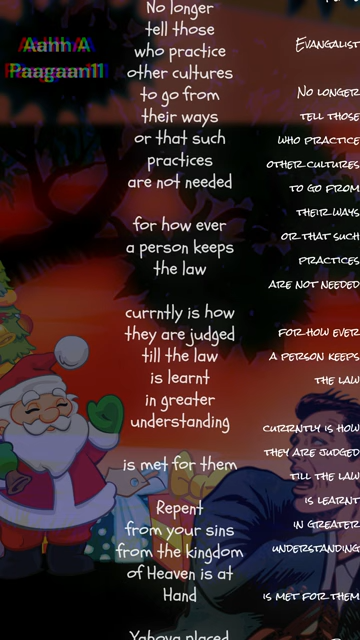 Aahh A
Paagaan11
No longer
tell those
who practice
other cultures
to go from
their ways
or that such
practices
are not needed
for how ever
a person keeps
the law
currntly is how
they are judged
till the law
is learnt
in greater
understanding
is met for them
Repent
from your sins
from the kingdom
of Heaven is at
Hand
Yahova placed
Evangalist
No longer
tell those
who practice
other cultures
to go from
their ways
or that such
practices
are not needed
for how ever
a person keeps
the law
currntly is how
they are judged
till the law
is learnt
in greater
understanding
is met for them